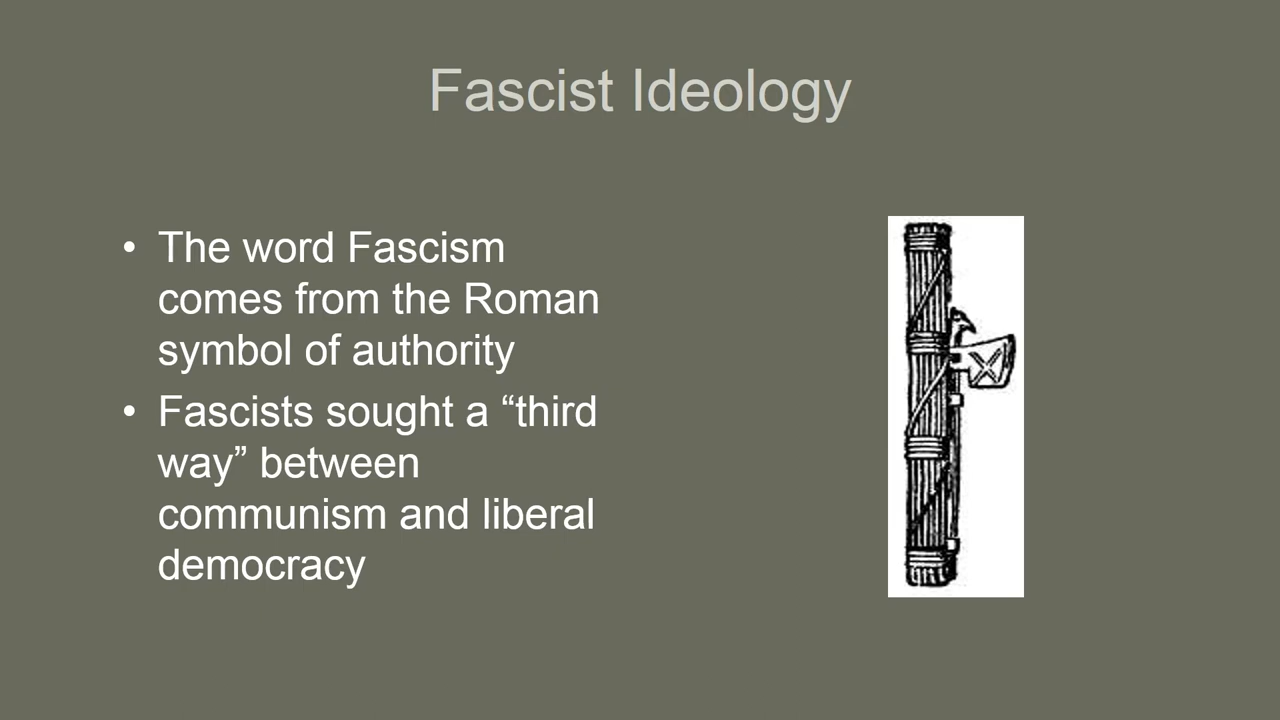 Fascist Ideology
• The word Fascism
comes from the Roman
symbol of authority
• Fascists sought a “third
way” between
communism and liberal
democracy